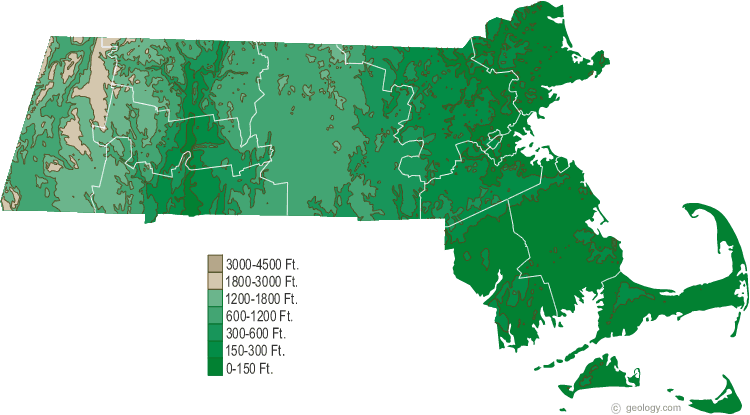 3000-4500 Ft.
1800-3000 Ft.
1200-1800 Ft.
600-1200 Ft.
300-600 Ft.
150-300 Ft.
0-150 Ft.
© geology.com